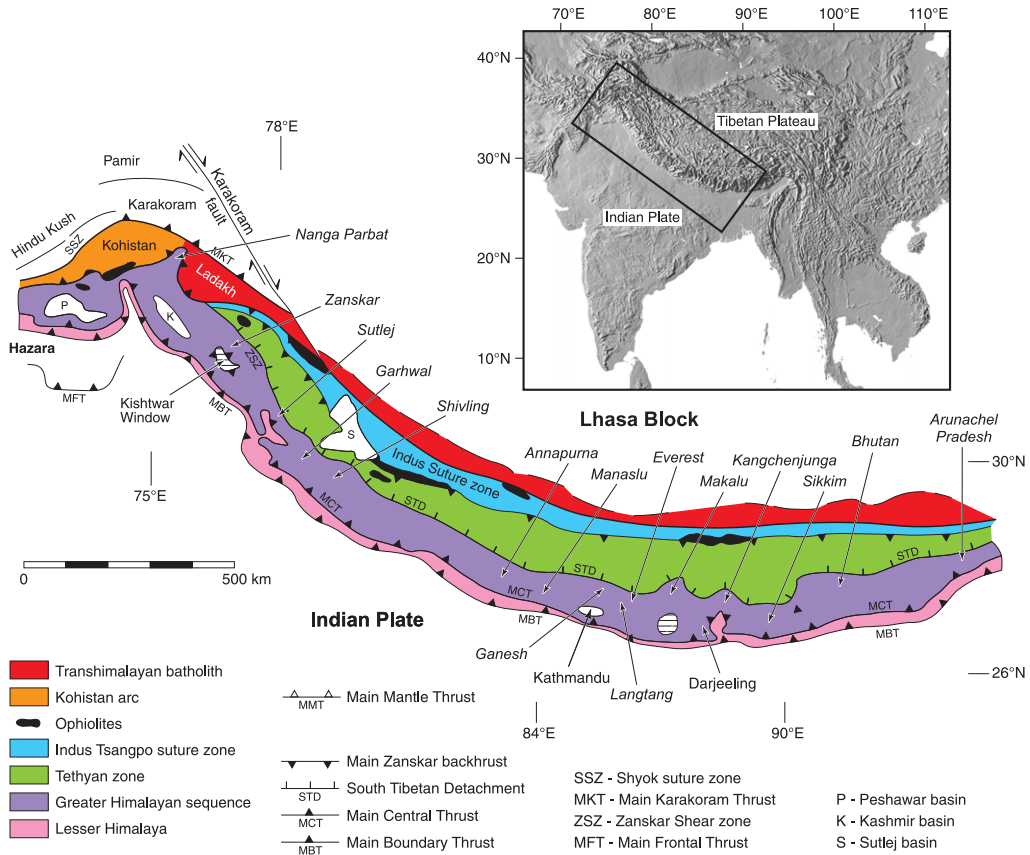 70°E
80°E
90°E
100°E
110°E
40°N
30°N
20°N
10°N
Tibetan Plateau
Indian Plate
78°E
Pamir
Karakoram
fault
Karakoram
Hindu Kush
SSZ
Kohistan
MKT
Nanga Parbat
Ladakh
Zanskar
P
K
Sutlej
Hazara
ZSZ
Garhwal
MFT
Kishtwar
Window
MBT
Shivling
S
Lhasa Block
Arunachel
Pradesh
Bhutan
Everest
Kangchenjunga
Annapurna
Manaslu
Makalu
Sikkim
30°N
75°E
Indus Suture zone
MCT
STD
STD
STD
0
500 km
MCT
MBT
MCT
MBT
Indian Plate
Ganesh
Kathmandu
Langtang
Darjeeling
26°N
84°E
90°E
Transhimalayan batholith
Kohistan arc
Ophiolites
Indus Tsangpo suture zone
Tethyan zone
Greater Himalayan sequence
Lesser Himalaya
MMT
Main Mantle Thrust
Main Zanskar backhrust
STD
South Tibetan Detachment
MCT
Main Central Thrust
MBT
Main Boundary Thrust
SSZ - Shyok suture zone
MKT - Main Karakoram Thrust
ZSZ - Zanskar Shear zone
MFT - Main Frontal Thrust
P - Peshawar basin
K - Kashmir basin
S - Sutlej basin